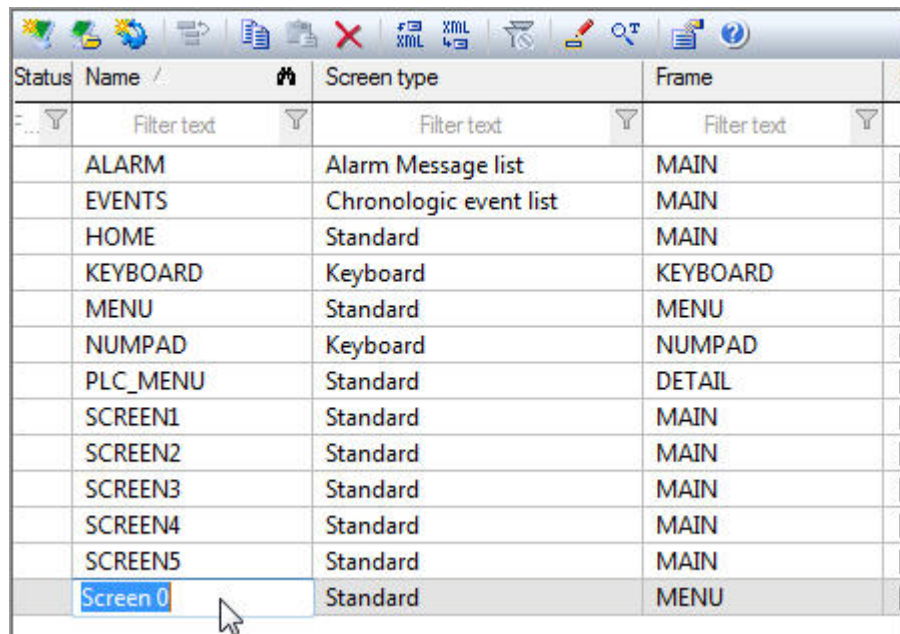 XML XML T ?
Status Name / Screen type Frame
F... Filter text Filter text Filter text
ALARM Alarm Message list MAIN
EVENTS Chronologic event list MAIN
HOME Standard MAIN
KEYBOARD Keyboard KEYBOARD
MENU Standard MENU
NUMPAD Keyboard NUMPAD
PLC_MENU Standard DETAIL
SCREEN1 Standard MAIN
SCREEN2 Standard MAIN
SCREEN3 Standard MAIN
SCREEN4 Standard MAIN
SCREEN5 Standard MAIN
Screen 0 Standard MENU